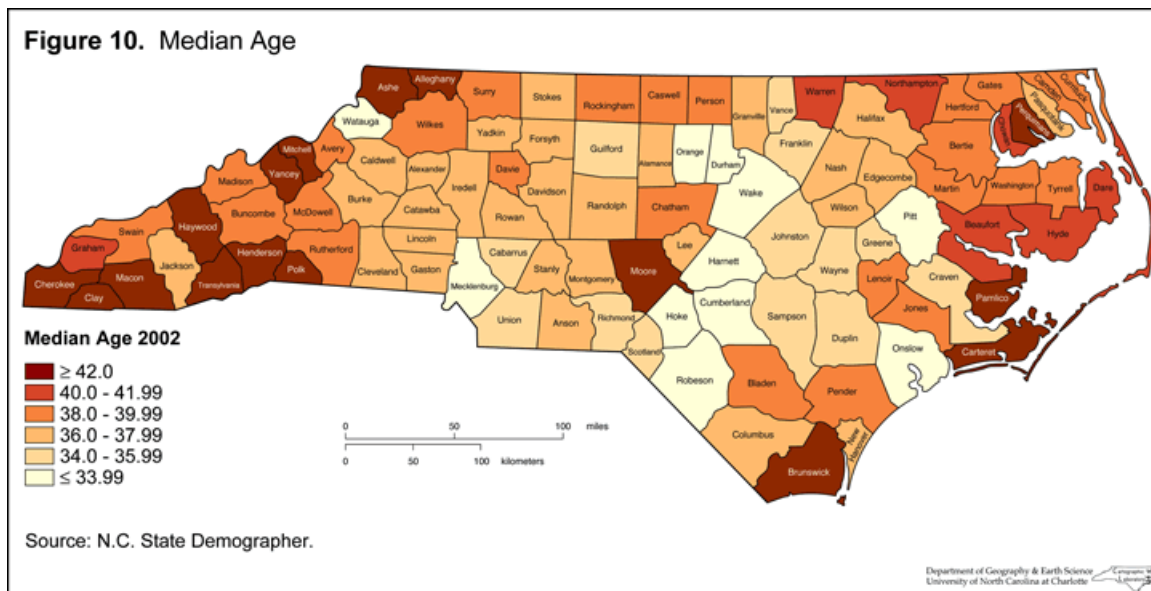 Figure 10. Median Age
Ashe
Alleghany
Surry
Stokes
Rockingham
Caswell
Person
Granville
Vance
Warren
Northampton
Gates
Hertford
Camden
Currituck
Pasquotank
Perquimans
Chowan
Watauga
Wilkes
Yadkin
Forsyth
Guilford
Alamance
Orange
Durham
Franklin
Halifax
Bertie
Mitchell
Avery
Yancey
Caldwell
Alexander
Iredell
Davie
Davidson
Randolph
Chatham
Wake
Nash
Edgecombe
Martin
Washington
Tyrrell
Dare
Madison
Buncombe
McDowell
Burke
Catawba
Rowan
Wilson
Pitt
Beaufort
Hyde
Swain
Haywood
Graham
Jackson
Henderson
Rutherford
Polk
Cleveland
Lincoln
Gaston
Cabarrus
Stanly
Montgomery
Moore
Lee
Harnett
Johnston
Wayne
Greene
Lenoir
Craven
Jones
Pamlico
Cherokee
Clay
Macon
Transylvania
Mecklenburg
Union
Anson
Richmond
Scotland
Hoke
Cumberland
Sampson
Duplin
Onslow
Carteret
Robeson
Bladen
Pender
Columbus
Brunswick
New
Hanover
Median Age 2002
≥ 42.0
40.0 - 41.99
38.0 - 39.99
36.0 - 37.99
34.0 - 35.99
≤ 33.99
0 50 100 miles
0 50 100 kilometers
Source: N.C. State Demographer.
Department of Geography & Earth Science
University of North Carolina at Charlotte